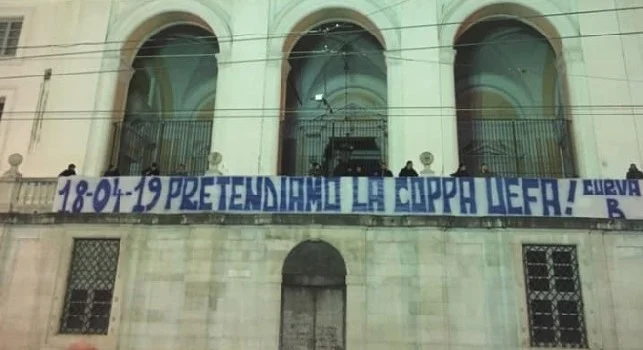 18-04-19 PRETENDIAMO LA COPPA UEFA! CURVA
B